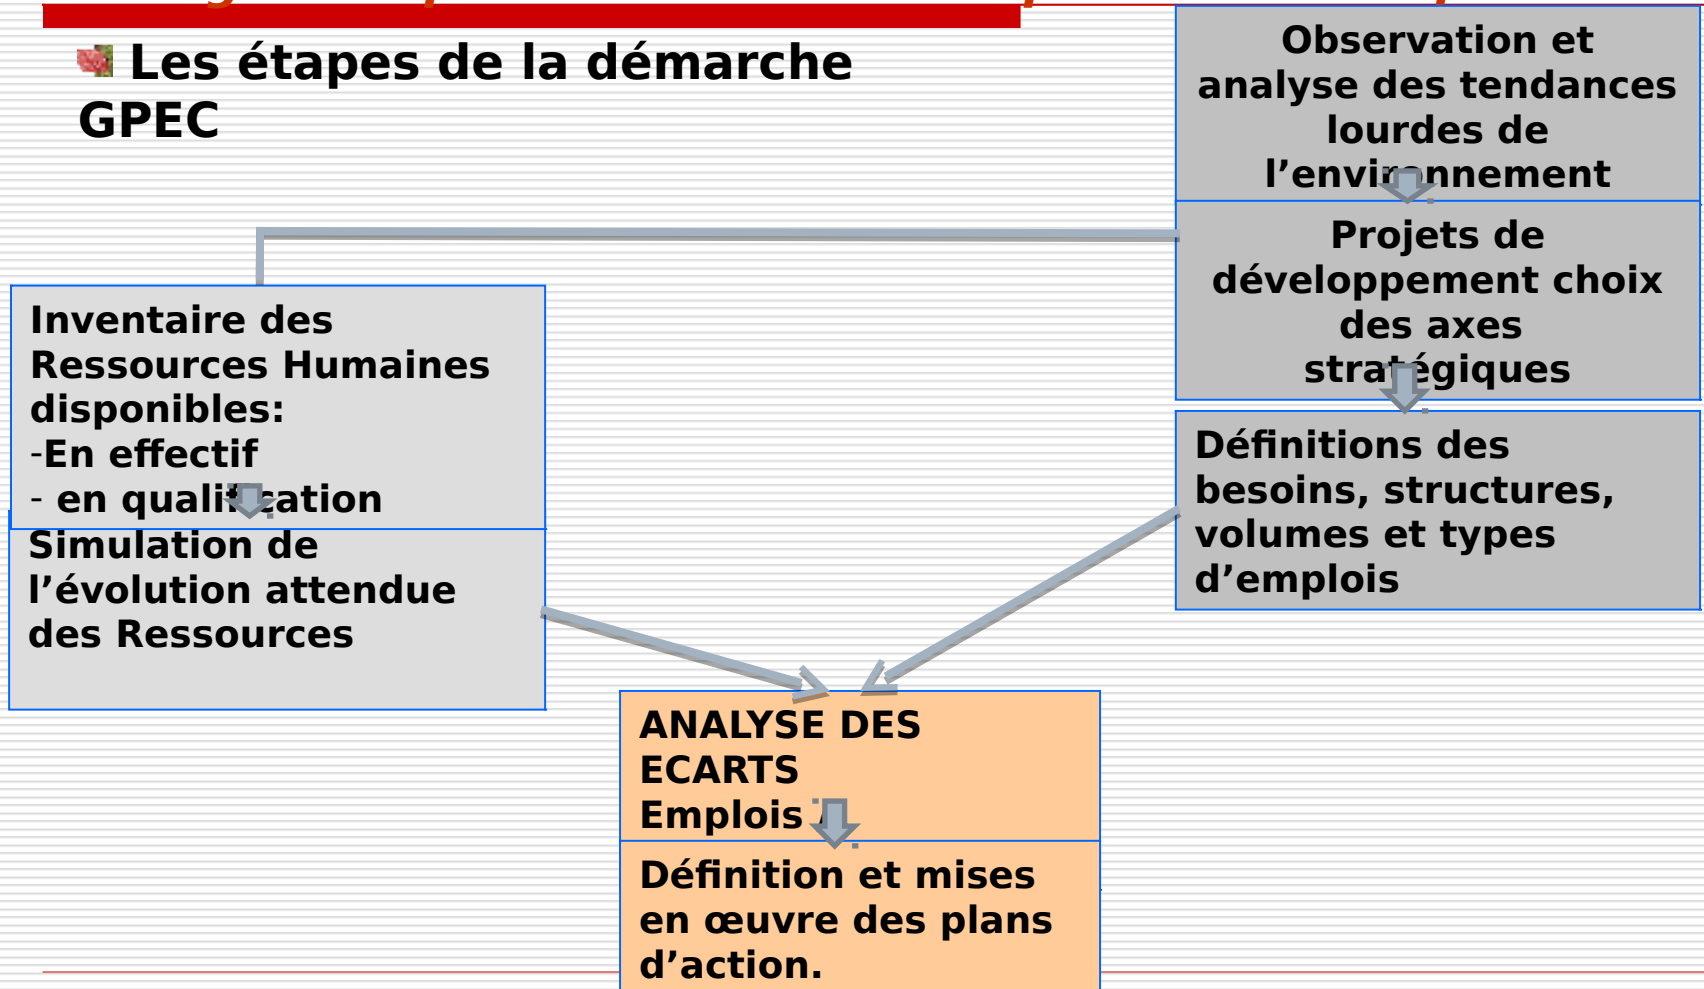 Les étapes de la démarche
GPEC
Observation et
analyse des tendances
lourdes de
l’environnement
Projets de
développement choix
des axes
stratégiques
Inventaire des
Ressources Humaines
disponibles:
-En effectif
- en qualification
Simulation de
l’évolution attendue
des Ressources
Définitions des
besoins, structures,
volumes et types
d’emplois
ANALYSE DES
ECARTS
Emplois /
Définition et mises
en œuvre des plans
d’action.